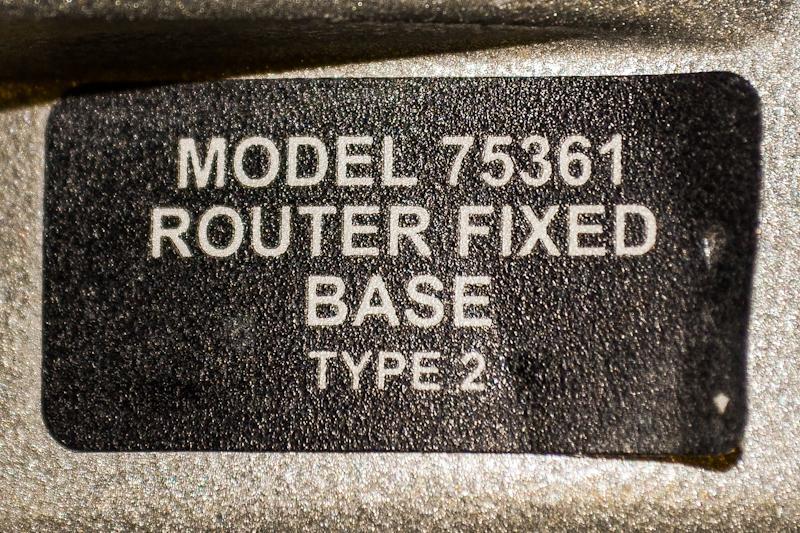 MODEL 75361
ROUTER FIXED
BASE
TYPE 2